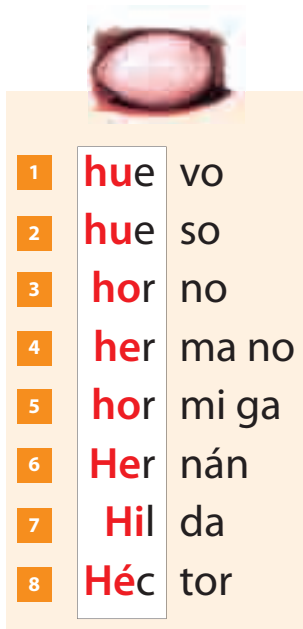 1 hue vo
2 hue so
3 hor no
4 her ma no
5 hor mi ga
6 Her nán
7 Hil da
8 Héc tor